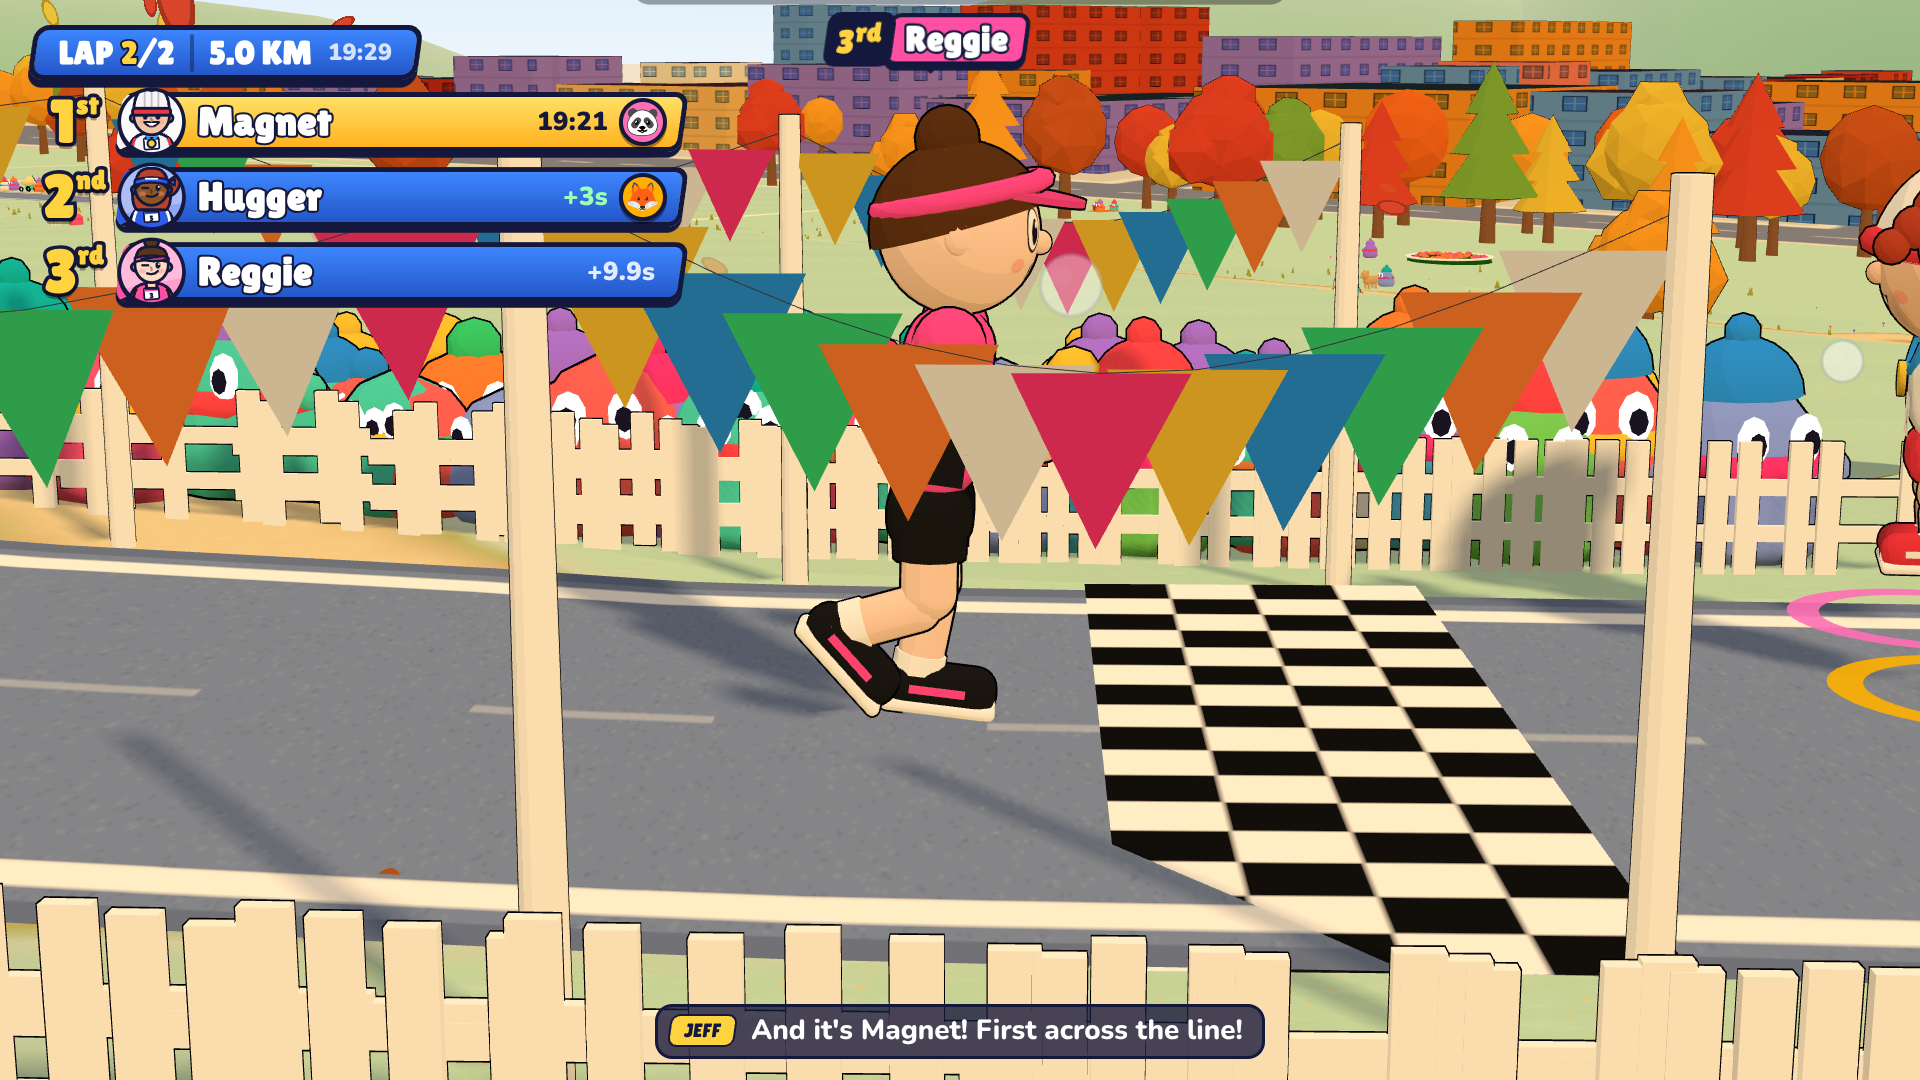 LAP 2/2 5.0 KM 19:29
3rd Reggie
1st Magnet 19:21
2nd Hugger +3s
3rd Reggie +9.9s
JEFF And it's Magnet! First across the line!